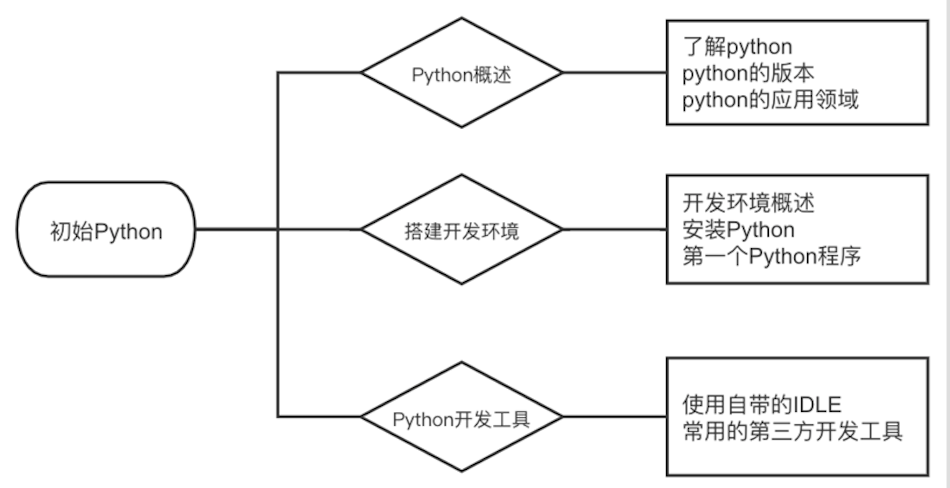 初始Python
Python概述
了解python
python的版本
python的应用领域
搭建开发环境
开发环境概述
安装Python
第一个Python程序
Python开发工具
使用自带的IDLE
常用的第三方开发工具